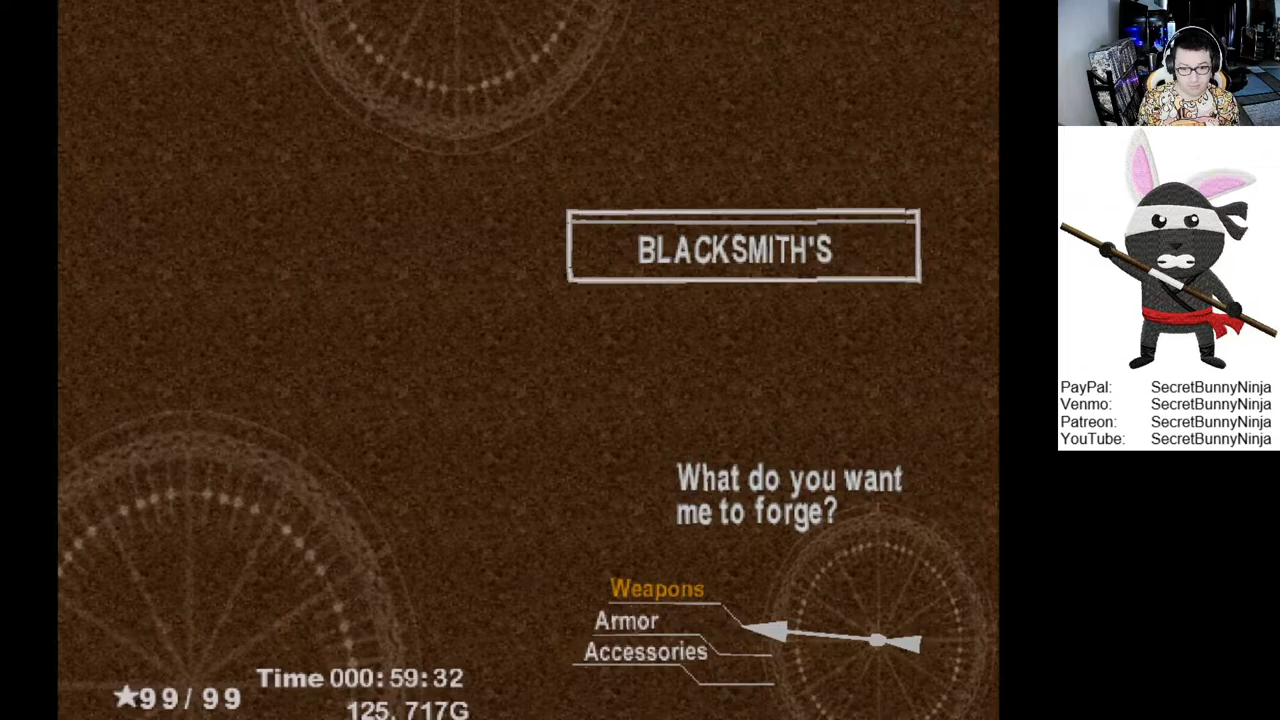 BLACKSMITH'S
What do you want
me to forge?
Weapons
Armor
Accessories
Time 000:59:32
★99/99
125,717G
PayPal: SecretBunnyNinja
Venmo: SecretBunnyNinja
Patreon: SecretBunnyNinja
YouTube: SecretBunnyNinja